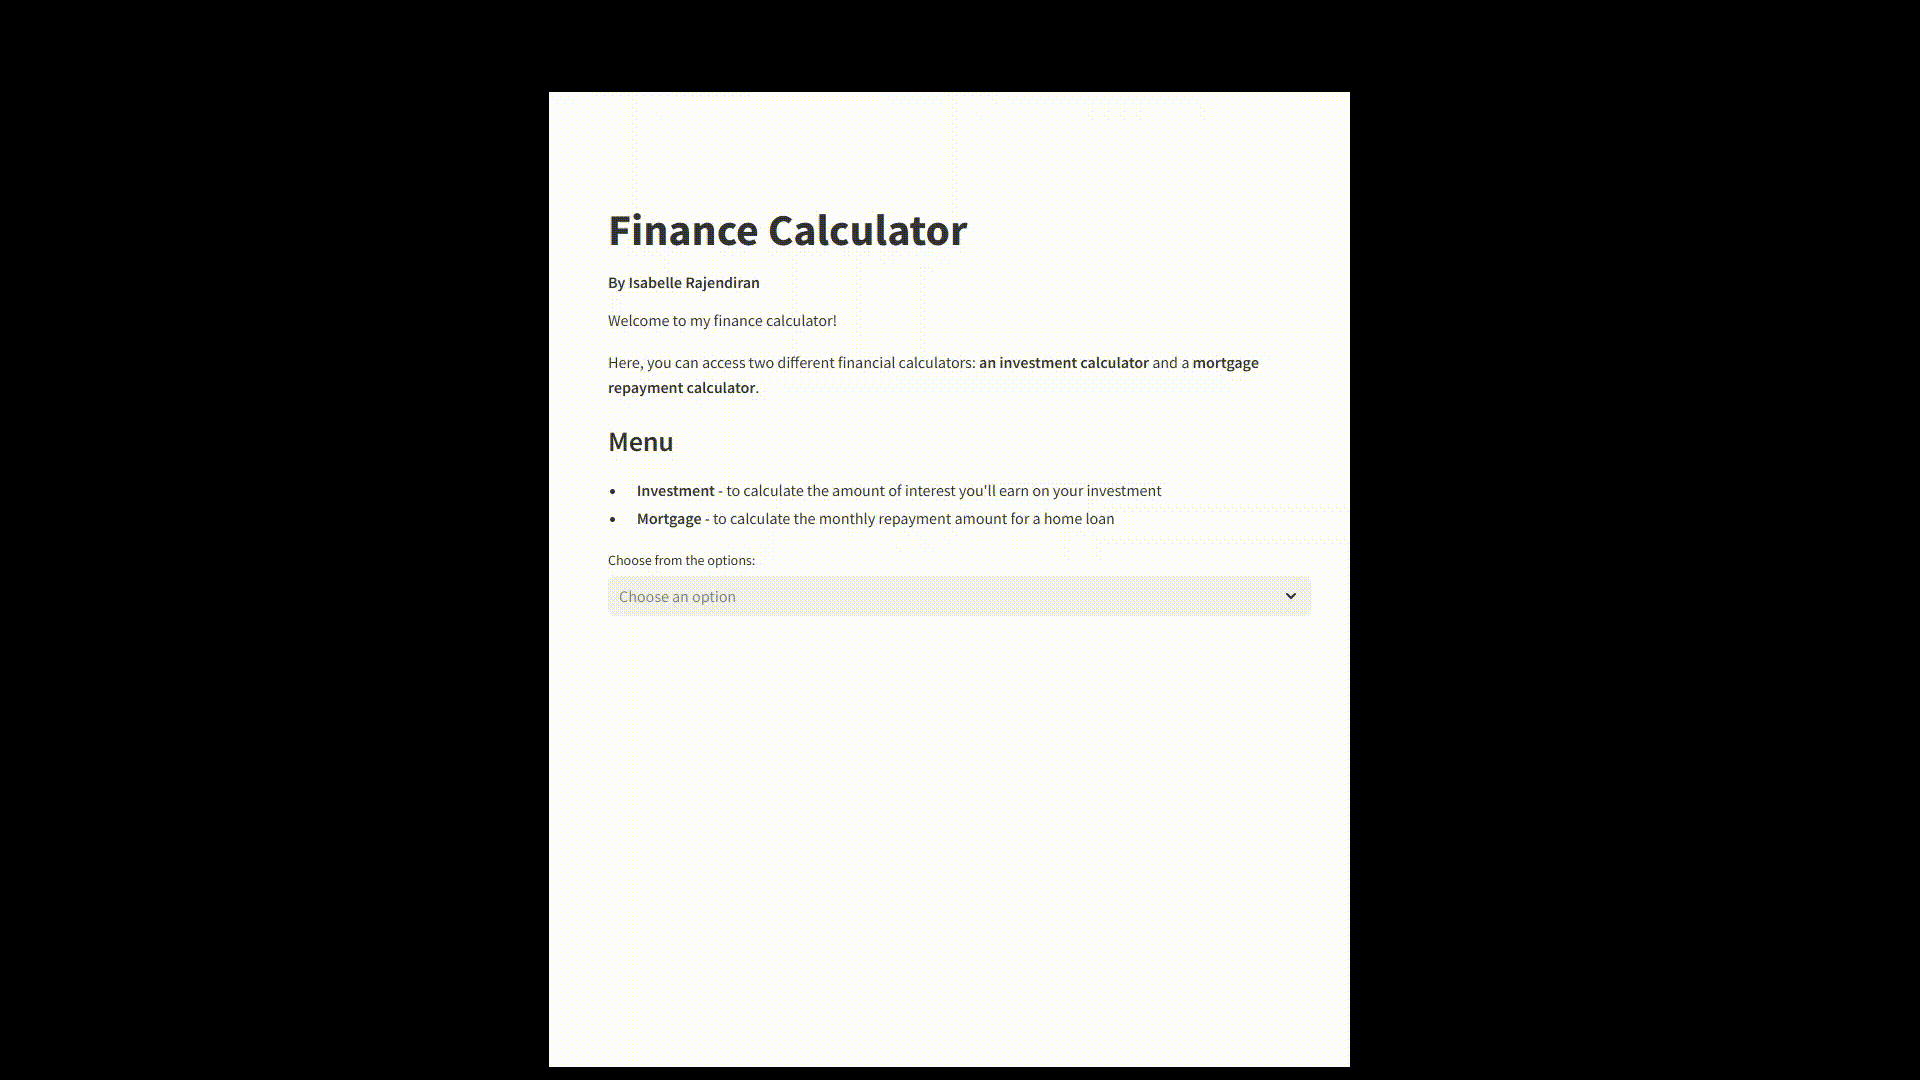 Finance Calculator
By Isabelle Rajendiran
Welcome to my finance calculator!
Here, you can access two different financial calculators: an investment calculator and a mortgage
repayment calculator.
Menu
• Investment - to calculate the amount of interest you'll earn on your investment
• Mortgage - to calculate the monthly repayment amount for a home loan
Choose from the options:
Choose an option